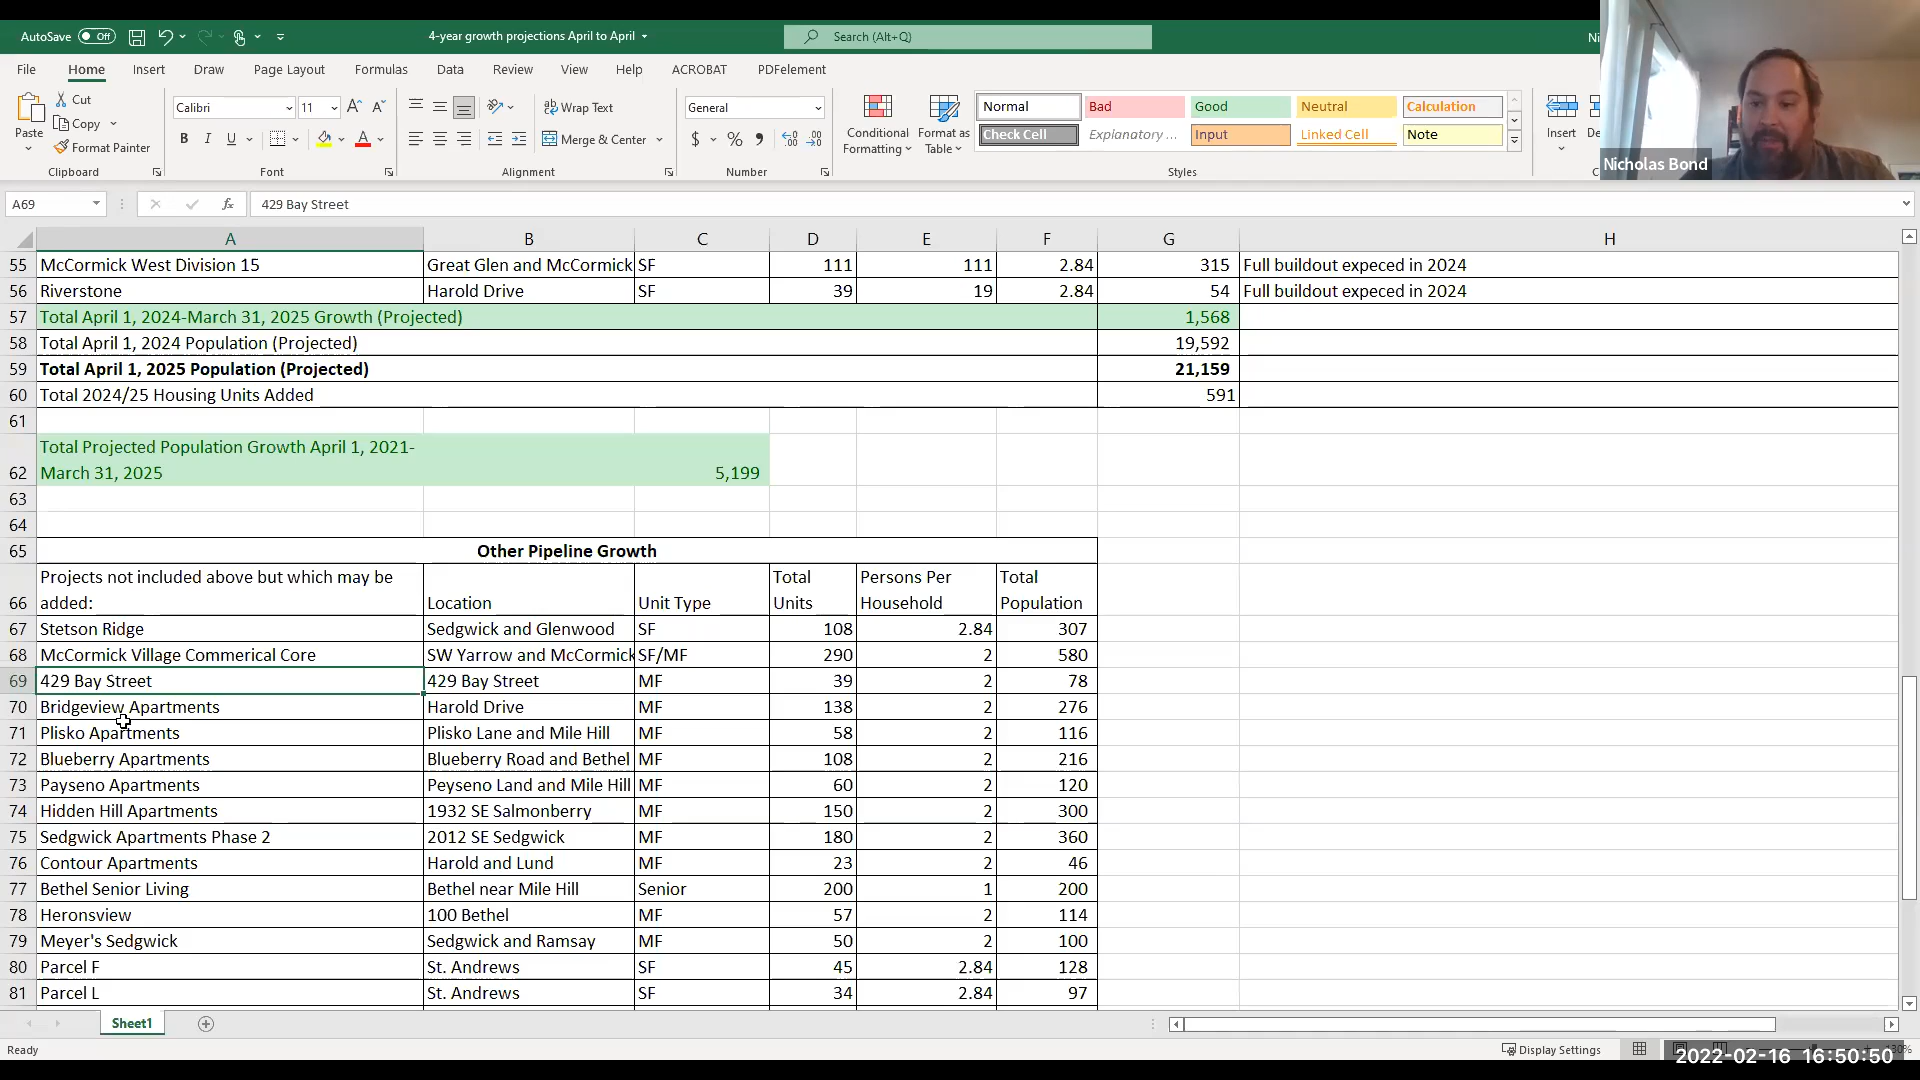 AutoSave Off 4-year growth projections April to April Search (Alt+Q)
File Home Insert Draw Page Layout Formulas Data Review View Help ACROBAT PDFelement
Paste Cut Copy Format Painter Clipboard
Calibri 11 B I U Font
Wrap Text Merge & Center Alignment
General $ % Number
Conditional Formatting Format as Table
Normal Bad Good Neutral Calculation
Check Cell Explanatory ... Input Linked Cell Note
Styles
Insert
Nicholas Bond
A69 fx 429 Bay Street
A B C D E F G H
55 McCormick West Division 15 Great Glen and McCormick SF 111 111 2.84 315 Full buildout expeced in 2024
56 Riverstone Harold Drive SF 39 19 2.84 54 Full buildout expeced in 2024
57 Total April 1, 2024-March 31, 2025 Growth (Projected) 1,568
58 Total April 1, 2024 Population (Projected) 19,592
59 Total April 1, 2025 Population (Projected) 21,159
60 Total 2024/25 Housing Units Added 591
61
Total Projected Population Growth April 1, 2021-
62 March 31, 2025 5,199
63
64
65 Other Pipeline Growth
Projects not included above but which may be Total Persons Per Total
66 added: Location Unit Type Units Household Population
67 Stetson Ridge Sedgwick and Glenwood SF 108 2.84 307
68 McCormick Village Commerical Core SW Yarrow and McCormick SF/MF 290 2 580
69 429 Bay Street 429 Bay Street MF 39 2 78
70 Bridgeview Apartments Harold Drive MF 138 2 276
71 Plisko Apartments Plisko Lane and Mile Hill MF 58 2 116
72 Blueberry Apartments Blueberry Road and Bethel MF 108 2 216
73 Payseno Apartments Peyseno Land and Mile Hill MF 60 2 120
74 Hidden Hill Apartments 1932 SE Salmonberry MF 150 2 300
75 Sedgwick Apartments Phase 2 2012 SE Sedgwick MF 180 2 360
76 Contour Apartments Harold and Lund MF 23 2 46
77 Bethel Senior Living Bethel near Mile Hill Senior 200 1 200
78 Heronsview 100 Bethel MF 57 2 114
79 Meyer's Sedgwick Sedgwick and Ramsay MF 50 2 100
80 Parcel F St. Andrews SF 45 2.84 128
81 Parcel L St. Andrews SF 34 2.84 97
Sheet1
Ready Display Settings
2022-02-16 16:50:50